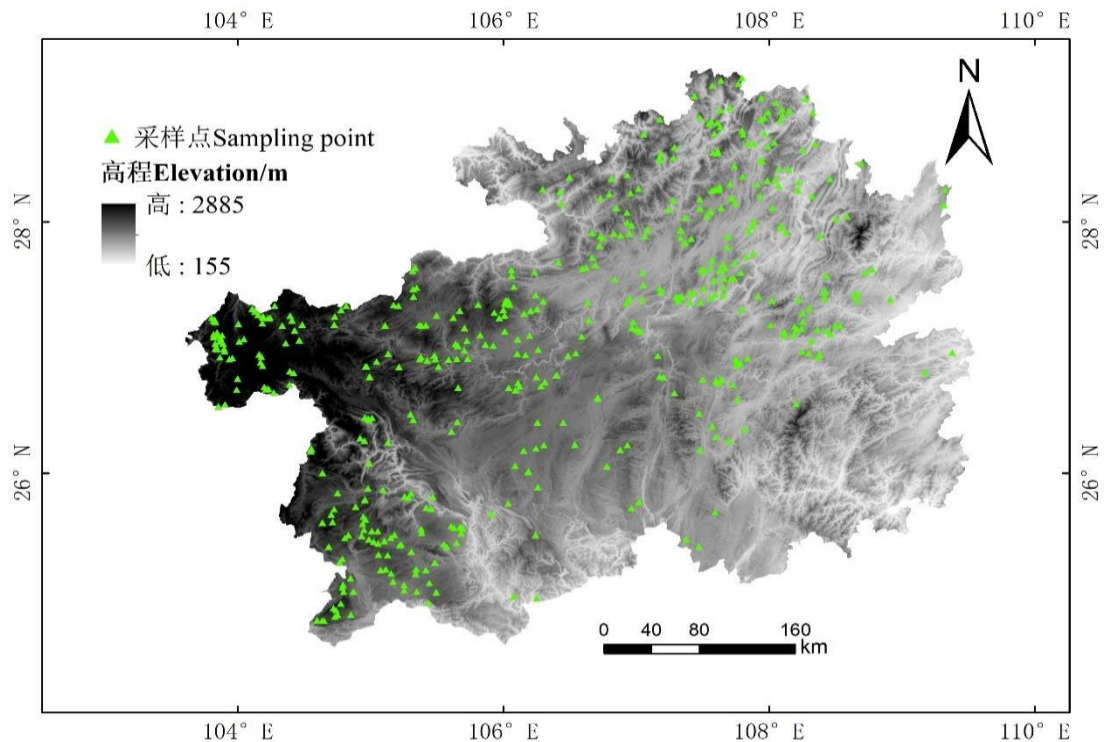 104° E 106° E 108° E 110° E
N
采样点Sampling point
高程Elevation/m
高 : 2885
低 : 155
28° N 28° N
26° N 26° N
0 40 80 160
km
104° E 106° E 108° E 110° E